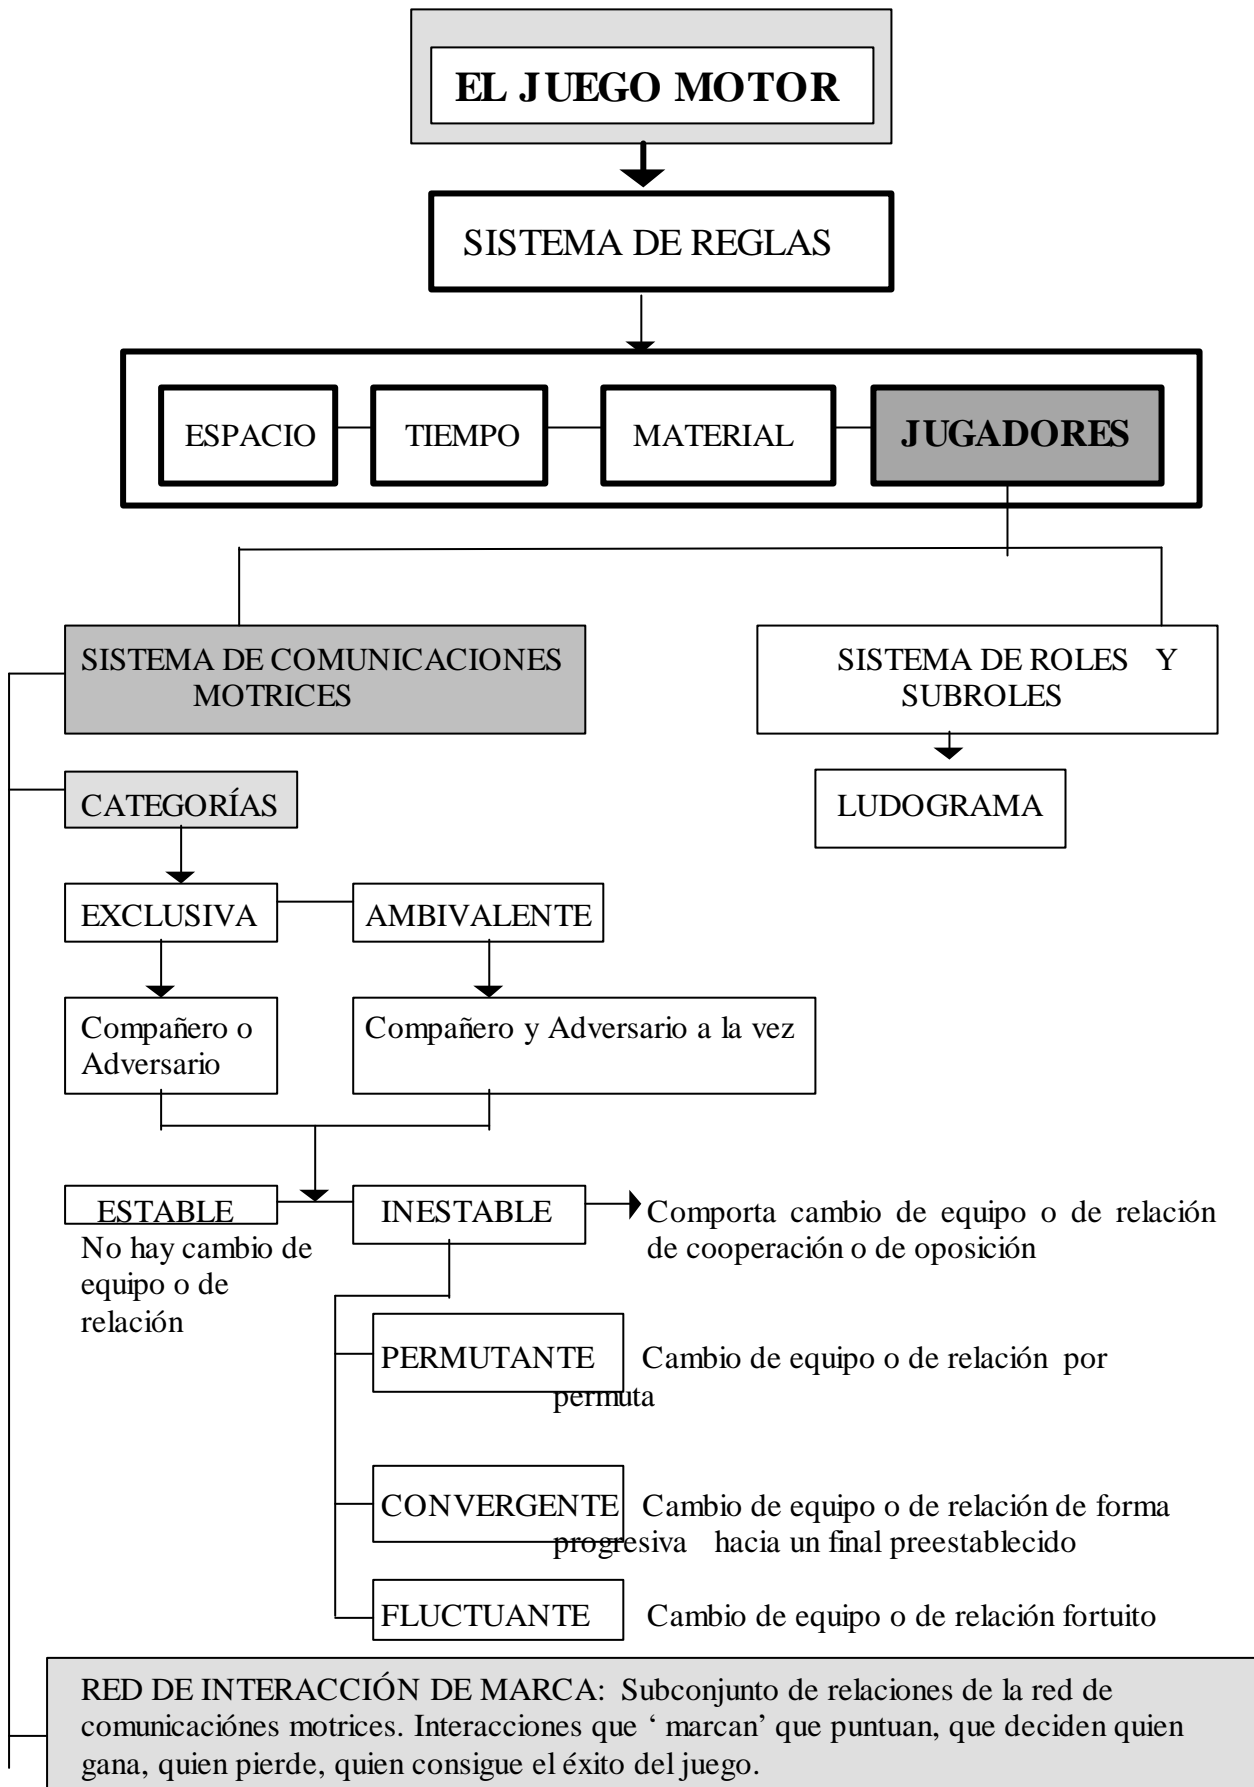 EL JUEGO MOTOR
SISTEMA DE REGLAS
ESPACIO
TIEMPO
MATERIAL
JUGADORES
SISTEMA DE COMUNICACIONES
MOTRICES
SISTEMA DE ROLES Y
SUBROLES
CATEGORÍAS
LUDOGRAMA
EXCLUSIVA
AMBIVALENTE
Compañero o
Adversario
Compañero y Adversario a la vez
ESTABLE
No hay cambio de
equipo o de
relación
INESTABLE
Comporta cambio de equipo o de relación
de cooperación o de oposición
PERMUTANTE
Cambio de equipo o de relación por
permuta
CONVERGENTE
Cambio de equipo o de relación de forma
progresiva hacia un final preestablecido
FLUCTUANTE
Cambio de equipo o de relación fortuito
RED DE INTERACCIÓN DE MARCA: Subconjunto de relaciones de la red de
comunicaciónes motrices. Interacciones que ‘ marcan’ que puntuan, que deciden quien
gana, quien pierde, quien consigue el éxito del juego.